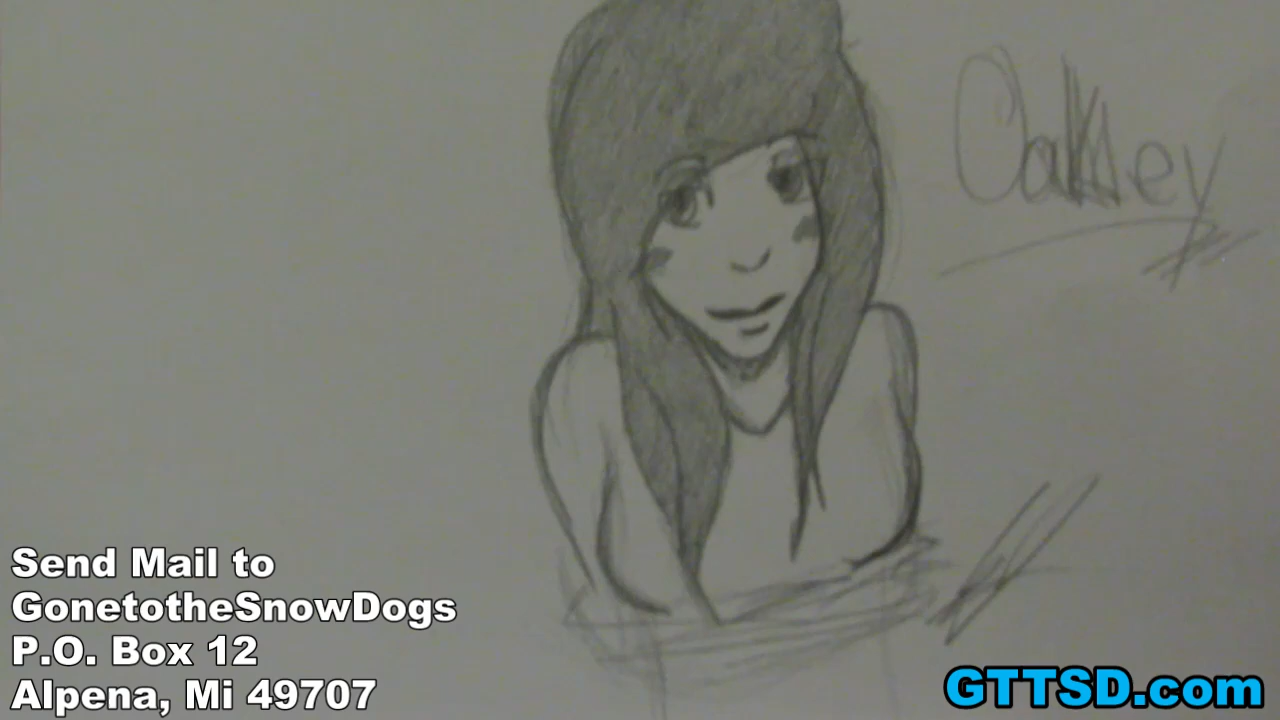 Oakley
Send Mail to
GonetotheSnowDogs
P.O. Box 12
Alpena, Mi 49707
GTTSD.com